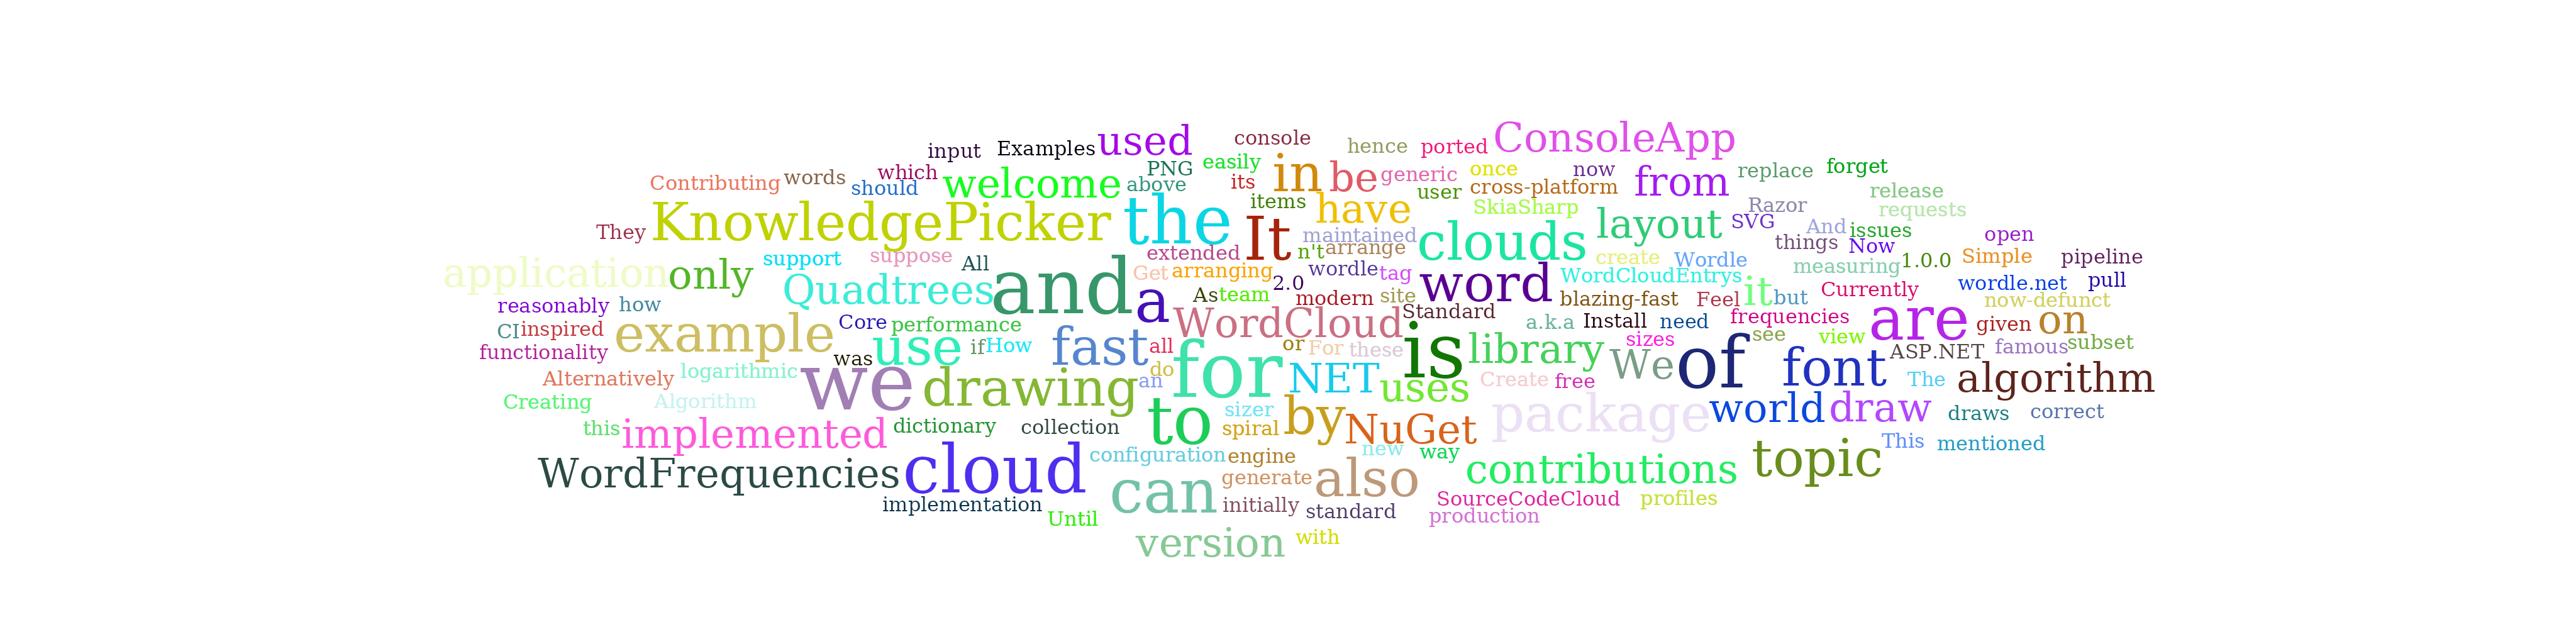 used
ConsoleApp
console
hence
ported
input
Examples
PNG
easily
once
now
replace
forget
which
Contributing
words
should
welcome
above
its
in
be
generic
user
cross-platform
from
release
items
have
SkiaSharp
Razor
requests
They
KnowledgePicker
the
It
maintained
clouds
layout
SVG
And
issues
open
n't
arrange
extended
things
Now
support
suppose
All
create
Wordle
Simple
pipeline
application
only
Get
arranging
wordle
tag
word
WordCloudEntrys
measuring
1.0.0
Quadtrees
and
a
2.0
As
team
modern
site
blazing-fast
Feel
it
but
Currently
wordle.net
pull
reasonably
how
now-defunct
Standard
CI
inspired
example
Core
performance
WordCloud
a.k.a
Install
need
frequencies
are
given
on
functionality
was
use
if
How
fast
all
for
or
For
these
is
library
sizes
see
view
ASP.NET
famous
subset
Alternatively
logarithmic
we
do
an
NET
uses
Create
free
We
of
font
The
algorithm
Creating
Algorithm
drawing
sizer
by
package
world
draw
draws
correct
this
implemented
dictionary
collection
to
spiral
NuGet
This
mentioned
new
way
topic
WordFrequencies
cloud
configuration
engine
contributions
can
generate
also
implementation
initially
SourceCodeCloud
profiles
Until
standard
production
version
with